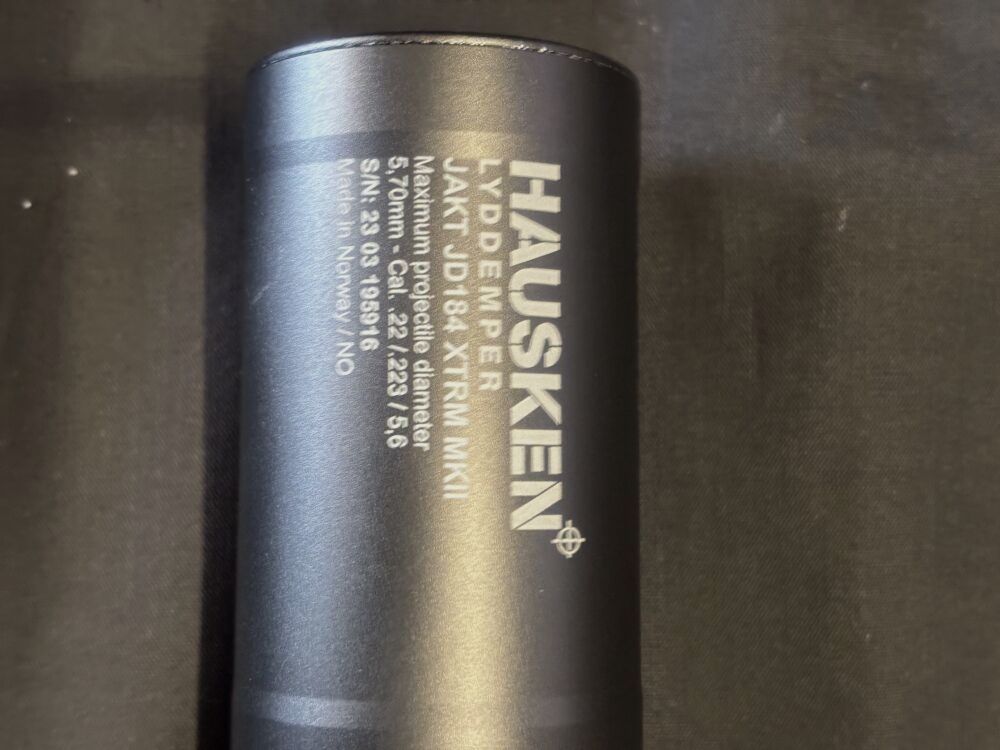 HAUSKEN
LYDDEMPER
JAKT JD184 XTRM MKII
Maximum projectile diameter
5,70mm - Cal. .22 / .223 / 5,6
S/N: 23 03 195916
Made in Norway / NO